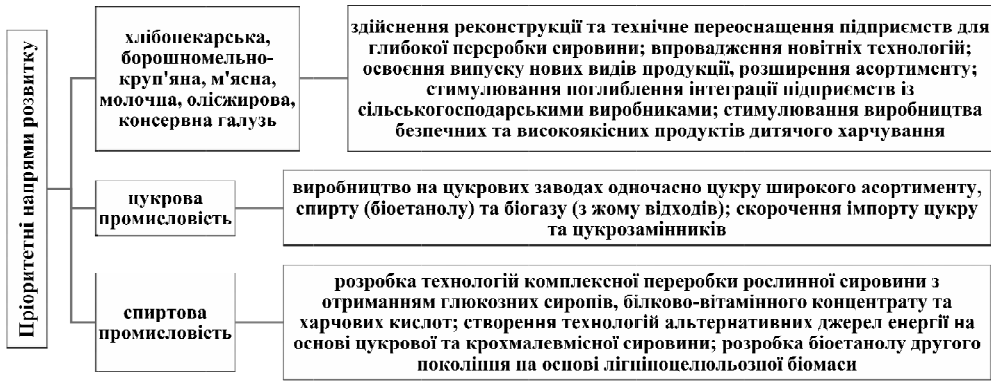 Пріоритетні напрями розвитку
хлібопекарська,
борошномельно-
круп'яна, м'ясна,
молочна, олієжирова,
консервна галузь
здійснення реконструкції та технічне переоснащення підприємств для
глибокої переробки сировини; впровадження новітніх технологій;
освоєння випуску нових видів продукції, розширення асортименту;
стимулювання поглиблення інтеграції підприємств із
сільськогосподарськими виробниками; стимулювання виробництва
безпечних та високоякісних продуктів дитячого харчування
цукрова
промисловість
виробництво на цукрових заводах одночасно цукру широкого асортименту,
спирту (біоетанолу) та біогазу (з жому відходів); скорочення імпорту цукру
та цукрозамінників
спиртова
промисловість
розробка технологій комплексної переробки рослинної сировини з
отриманням глюкозних сиропів, білково-вітамінного концентрату та
харчових кислот; створення технологій альтернативних джерел енергії на
основі цукрової та крохмалевмісної сировини; розробка біоетанолу другого
покоління на основі лігніноцелюльозної біомаси